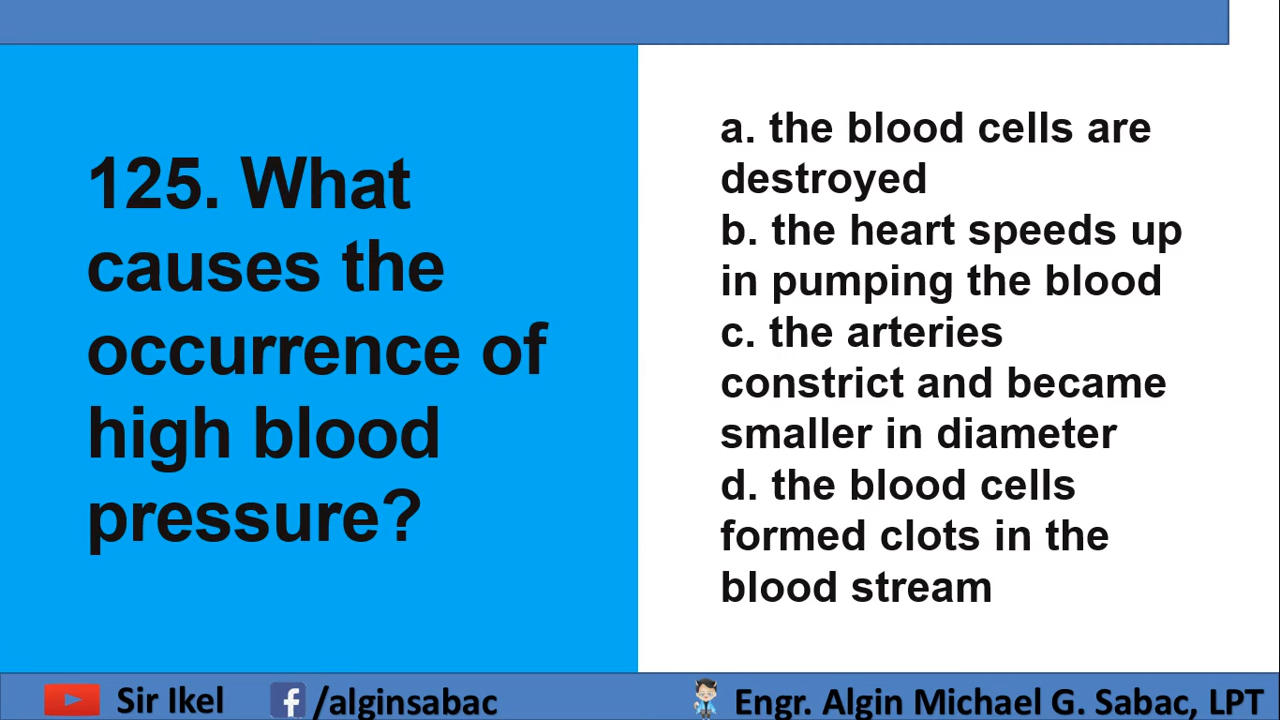 125. What
causes the
occurrence of
high blood
pressure?
a. the blood cells are
destroyed
b. the heart speeds up
in pumping the blood
c. the arteries
constrict and became
smaller in diameter
d. the blood cells
formed clots in the
blood stream
Sir Ikel
f /alginsabac
Engr. Algin Michael G. Sabac, LPT